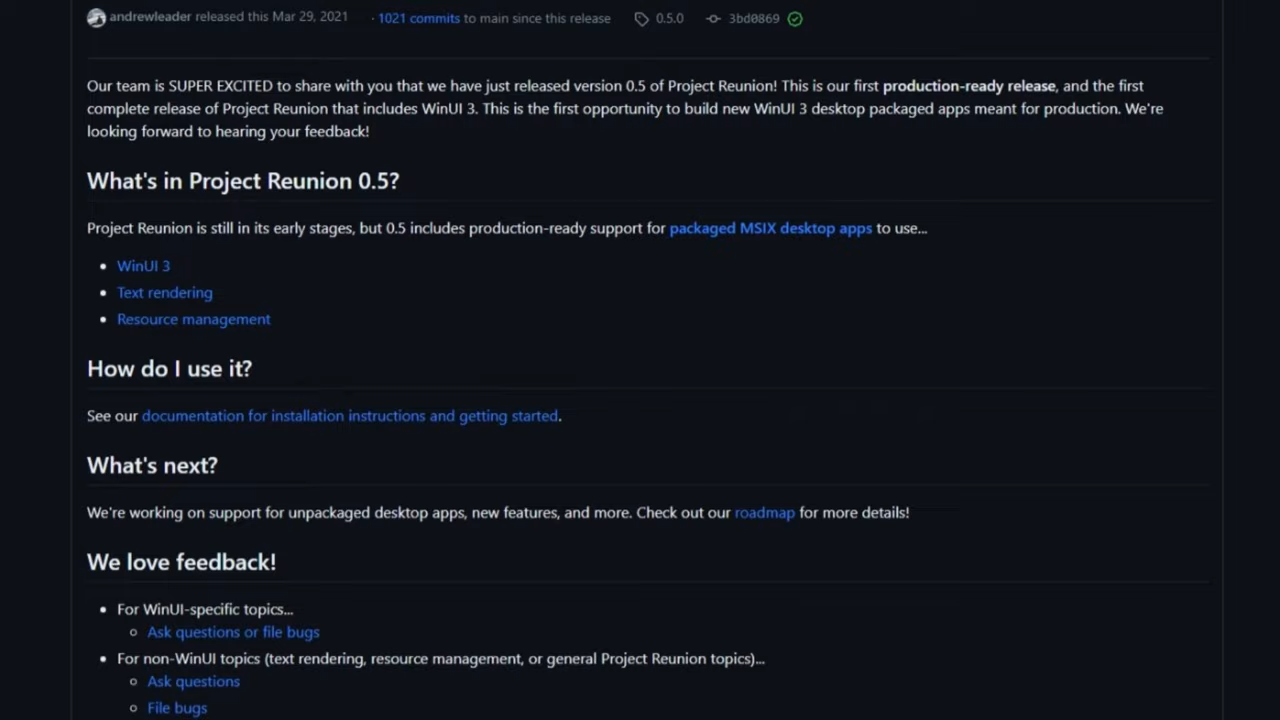 andrewleader released this Mar 29, 2021 · 1021 commits to main since this release 0.5.0 3bd0869
Our team is SUPER EXCITED to share with you that we have just released version 0.5 of Project Reunion! This is our first production-ready release, and the first
complete release of Project Reunion that includes WinUI 3. This is the first opportunity to build new WinUI 3 desktop packaged apps meant for production. We're
looking forward to hearing your feedback!
What's in Project Reunion 0.5?
Project Reunion is still in its early stages, but 0.5 includes production-ready support for packaged MSIX desktop apps to use...
• WinUI 3
• Text rendering
• Resource management
How do I use it?
See our documentation for installation instructions and getting started.
What's next?
We're working on support for unpackaged desktop apps, new features, and more. Check out our roadmap for more details!
We love feedback!
• For WinUI-specific topics...
◦ Ask questions or file bugs
• For non-WinUI topics (text rendering, resource management, or general Project Reunion topics)...
◦ Ask questions
◦ File bugs